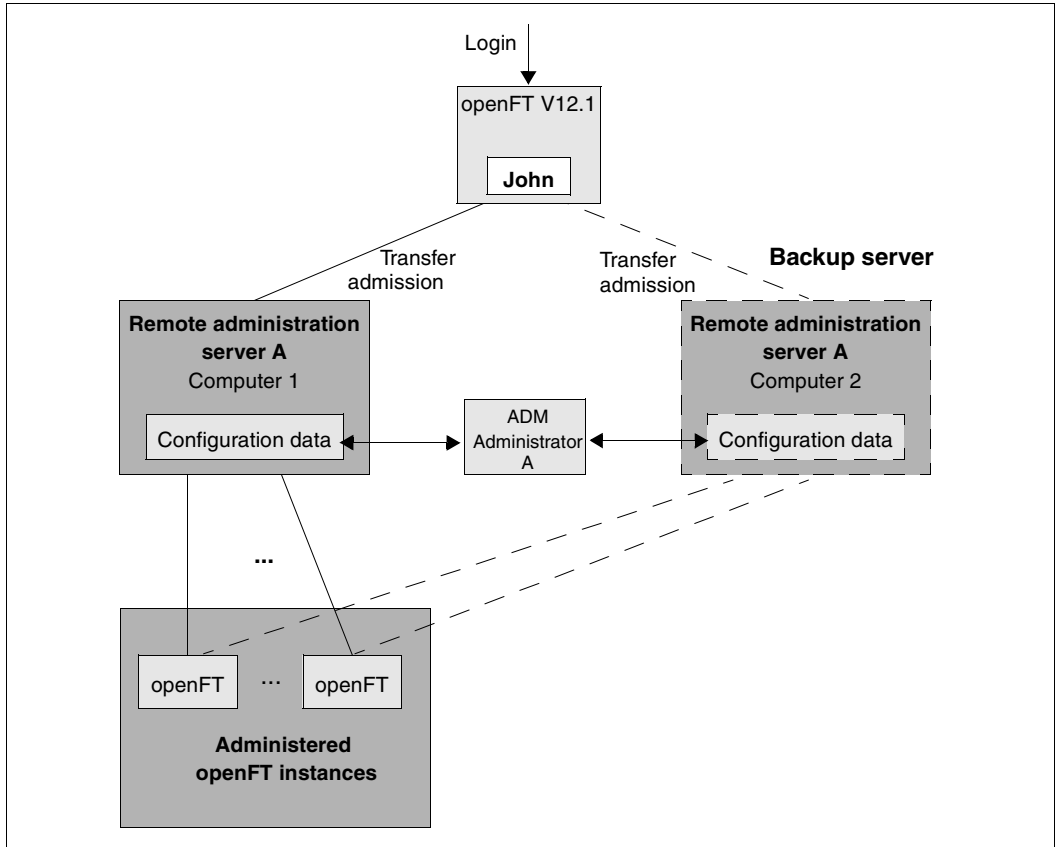 Login
openFT V12.1
John
Transfer
admission
Transfer
admission
Backup server
Remote administration
server A
Computer 1
Configuration data
ADM
Administrator
A
Remote administration
server A
Computer 2
Configuration data
...
openFT
...
openFT
Administered
openFT instances